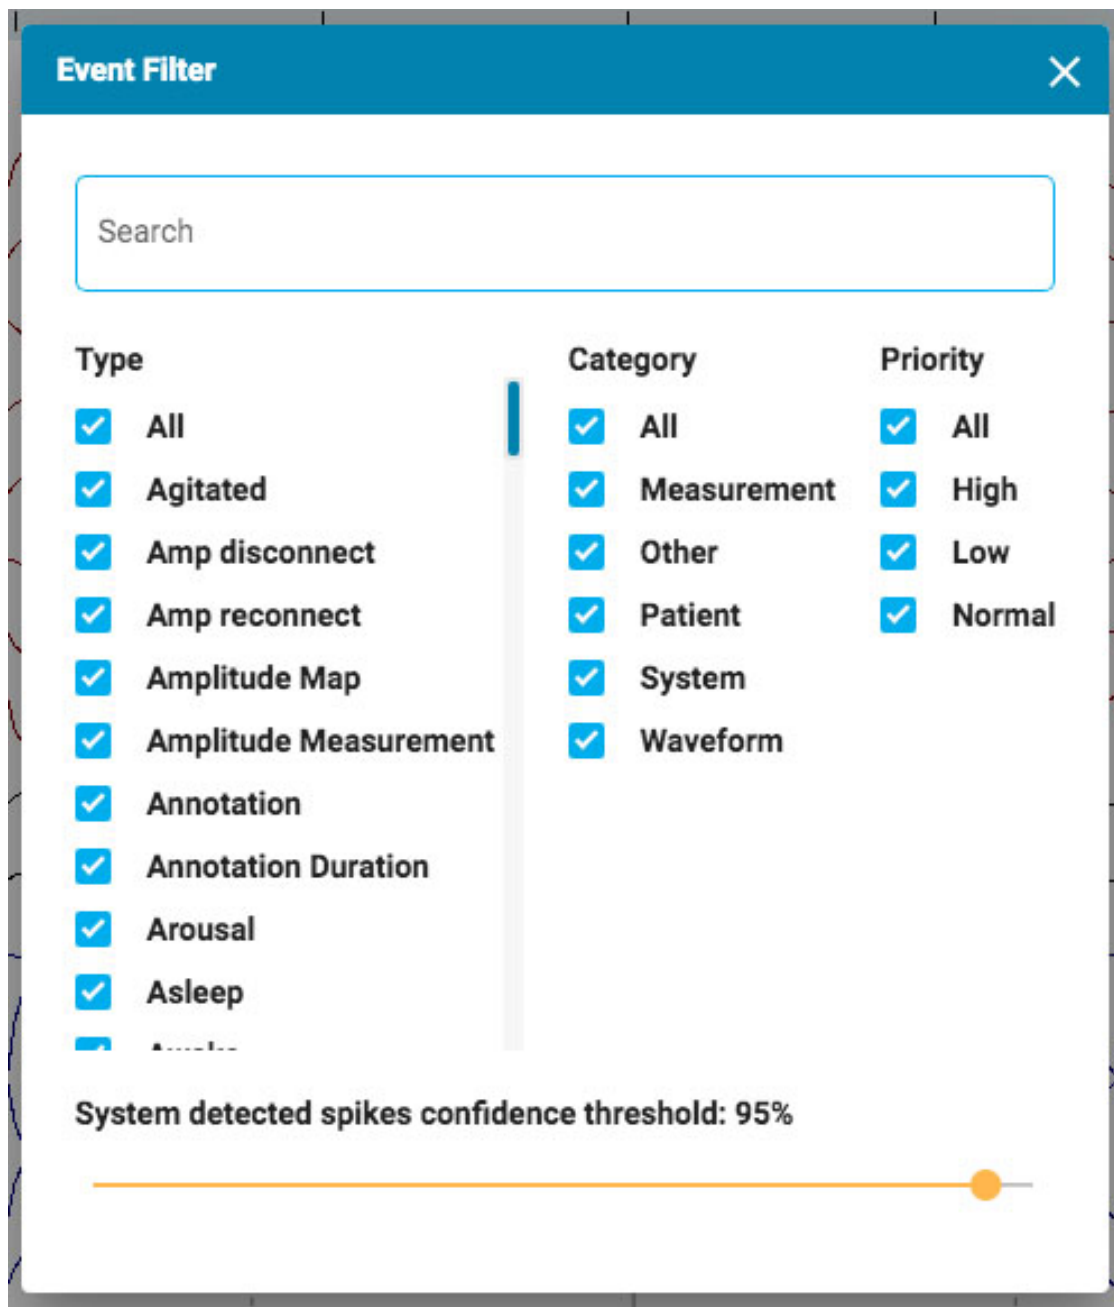 Event Filter
Search
Type
All
Agitated
Amp disconnect
Amp reconnect
Amplitude Map
Amplitude Measurement
Annotation
Annotation Duration
Arousal
Asleep
Category
All
Measurement
Other
Patient
System
Waveform
Priority
All
High
Low
Normal
System detected spikes confidence threshold: 95%